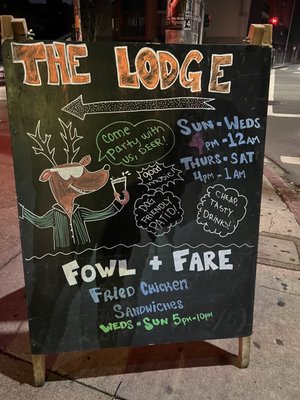 THE LODGE
Come
party with
us, DEER!
SUN - WEDS
4PM - 12AM
THURS - SAT
4PM - 1AM
DOG
FRIENDLY
PATIO!
CHEAP,
TASTY
DRINKS!
FOWL + FARE
FRIED CHICKEN
SANDWICHES
WEDS - SUN 5PM-10PM